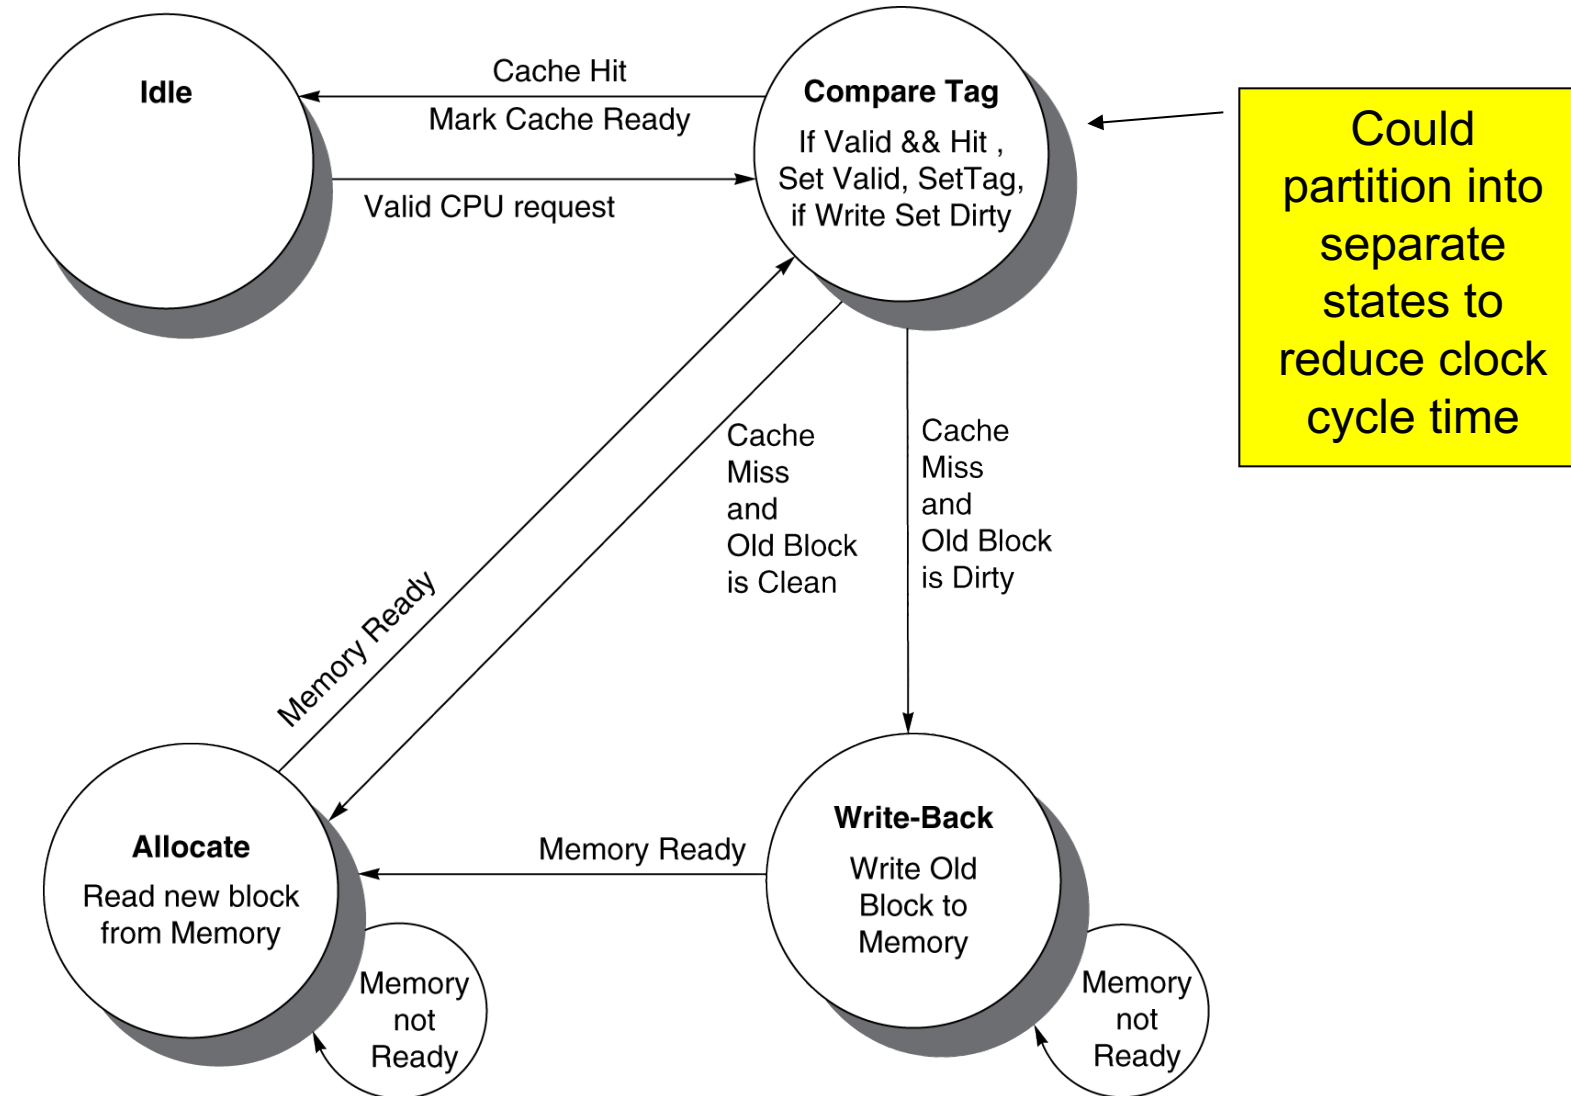 Idle
Cache Hit
Mark Cache Ready
Valid CPU request
Compare Tag
If Valid && Hit ,
Set Valid, SetTag,
if Write Set Dirty
Could
partition into
separate
states to
reduce clock
cycle time
Cache
Miss
and
Old Block
is Clean
Cache
Miss
and
Old Block
is Dirty
Memory Ready
Allocate
Read new block
from Memory
Memory
not
Ready
Memory Ready
Write-Back
Write Old
Block to
Memory
Memory
not
Ready